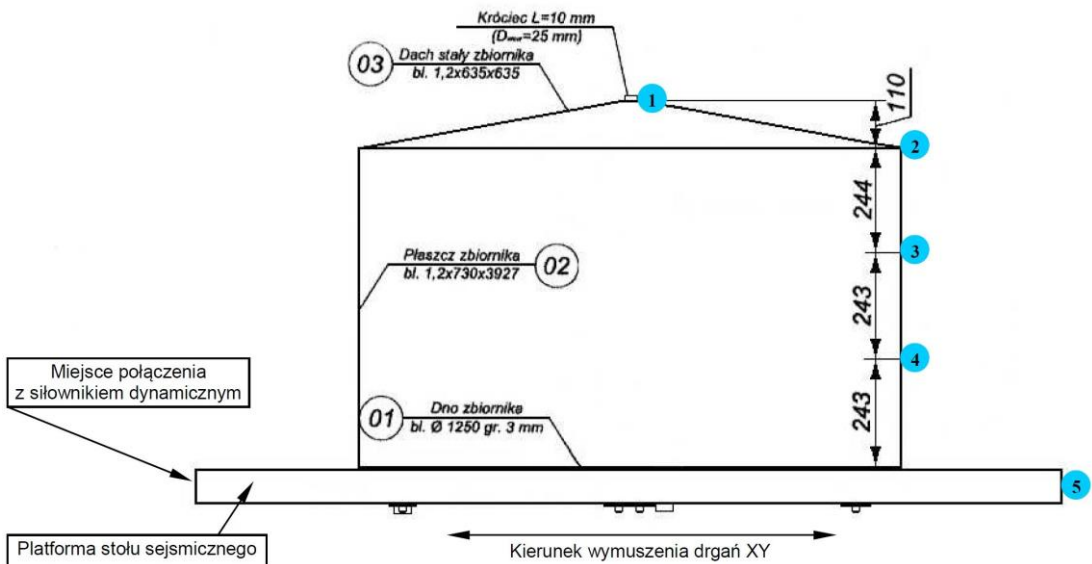 Króciec L=10 mm
(Dwewn=25 mm)
03
Dach stały zbiornika
bl. 1,2x635x635
1
110
2
244
3
Płaszcz zbiornika
bl. 1,2x730x3927
02
243
4
Miejsce połączenia
z siłownikiem dynamicznym
01
Dno zbiornika
bl. Ø 1250 gr. 3 mm
243
5
Platforma stołu sejsmicznego
Kierunek wymuszenia drgań XY